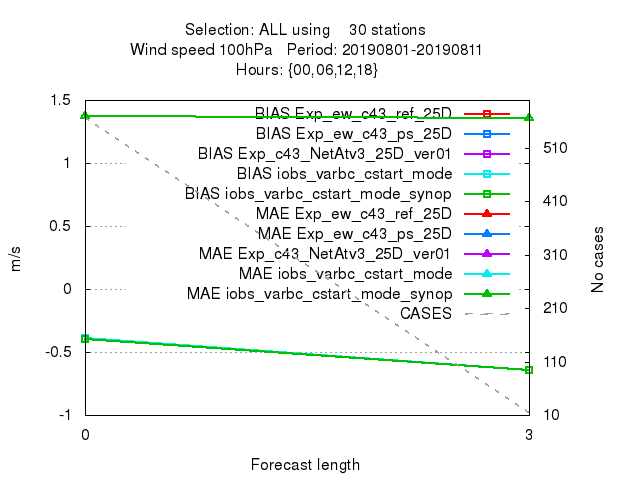 Selection: ALL using 30 stations
Wind speed 100hPa Period: 20190801-20190811
Hours: {00,06,12,18}
1.5
1
0.5
0
-0.5
-1
m/s
BIAS Exp_ew_c43_ref_25D
BIAS Exp_ew_c43_ps_25D
BIAS Exp_c43_NetAtv3_25D_ver01
BIAS iobs_varbc_cstart_mode
BIAS iobs_varbc_cstart_mode_synop
MAE Exp_ew_c43_ref_25D
MAE Exp_ew_c43_ps_25D
MAE Exp_c43_NetAtv3_25D_ver01
MAE iobs_varbc_cstart_mode
MAE iobs_varbc_cstart_mode_synop
CASES
510
410
310
210
110
10
No cases
0 3
Forecast length